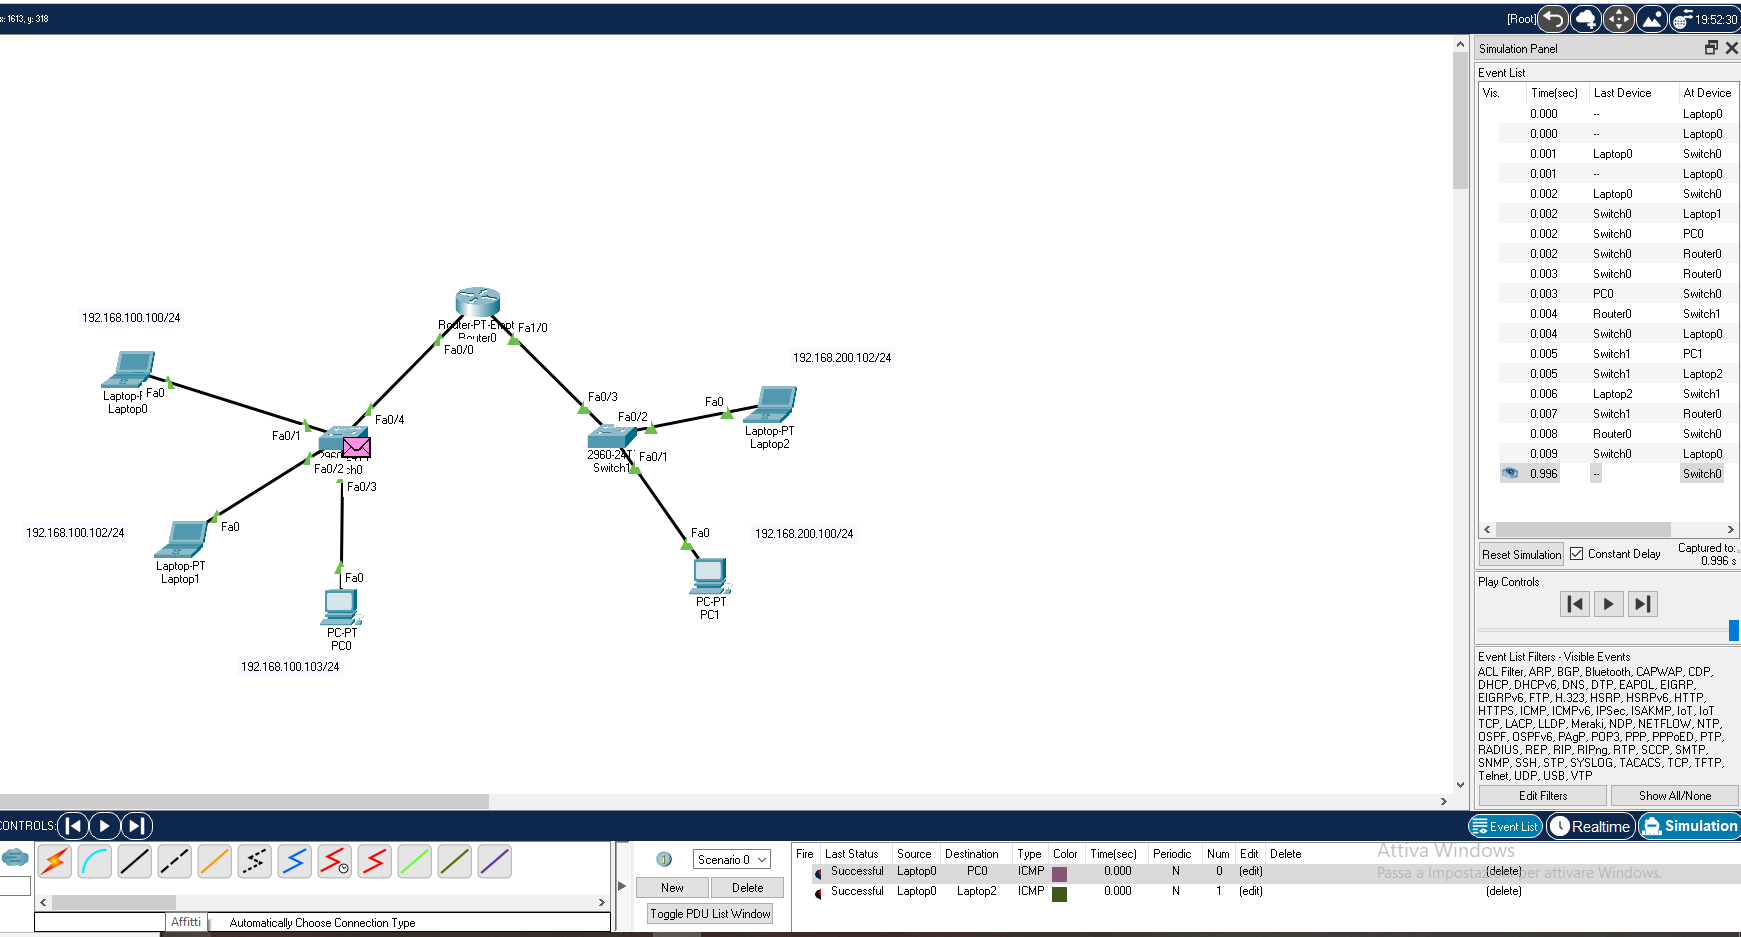 x: 1613, y: 318
[Root]
19:52:30
Simulation Panel
Event List
Vis. Time(sec) Last Device At Device
0.000 -- Laptop0
0.000 -- Laptop0
0.001 Laptop0 Switch0
0.001 -- Laptop0
0.002 Laptop0 Switch0
0.002 Switch0 Laptop1
0.002 Switch0 PC0
0.002 Switch0 Router0
0.003 Switch0 Router0
0.003 PC0 Switch0
0.004 Router0 Switch1
0.004 Switch0 Laptop0
0.005 Switch1 PC1
0.005 Switch1 Laptop2
0.006 Laptop2 Switch1
0.007 Switch1 Router0
0.008 Router0 Switch0
0.009 Switch0 Laptop0
0.996 -- Switch0
Reset Simulation Constant Delay Captured to:
0.996 s
Play Controls
Event List Filters - Visible Events
ACL Filter, ARP, BGP, Bluetooth, CAPWAP, CDP,
DHCP, DHCPv6, DNS, DTP, EAPOL, EIGRP,
EIGRPv6, FTP, H.323, HSRP, HSRPv6, HTTP,
HTTPS, ICMP, ICMPv6, IPSec, ISAKMP, IoT, IoT
TCP, LACP, LLDP, Meraki, NDP, NETFLOW, NTP,
OSPF, OSPFv6, PAgP, POP3, PPP, PPPoED, PTP,
RADIUS, REP, RIP, RIPng, RTP, SCCP, SMTP,
SNMP, SSH, STP, SYSLOG, TACACS, TCP, TFTP,
Telnet, UDP, USB, VTP
Edit Filters Show All/None
Event List Realtime Simulation
192.168.100.100/24
Router-PT-Empt
Router0
Fa1/0
Fa0/0
192.168.200.102/24
Fa0
Laptop0
Fa0/3
Fa0
Fa0/2
Fa0/4
Fa0/1
Laptop-PT
Laptop2
Switch1
Fa0/1
Fa0/2
Fa0/3
192.168.100.102/24
Fa0
Fa0
192.168.200.100/24
Laptop-PT
Laptop1
Fa0
PC-PT
PC1
PC-PT
PC0
192.168.100.103/24
CONTROLS:
Scenario 0
New Delete
Toggle PDU List Window
Affitti
Automatically Choose Connection Type
Fire Last Status Source Destination Type Color Time(sec) Periodic Num Edit Delete
Successful Laptop0 PC0 ICMP 0.000 N 0 (edit) (delete)
Successful Laptop0 Laptop2 ICMP 0.000 N 1 (edit) (delete)
Attiva Windows
Passa a Impostazioni per attivare Windows.